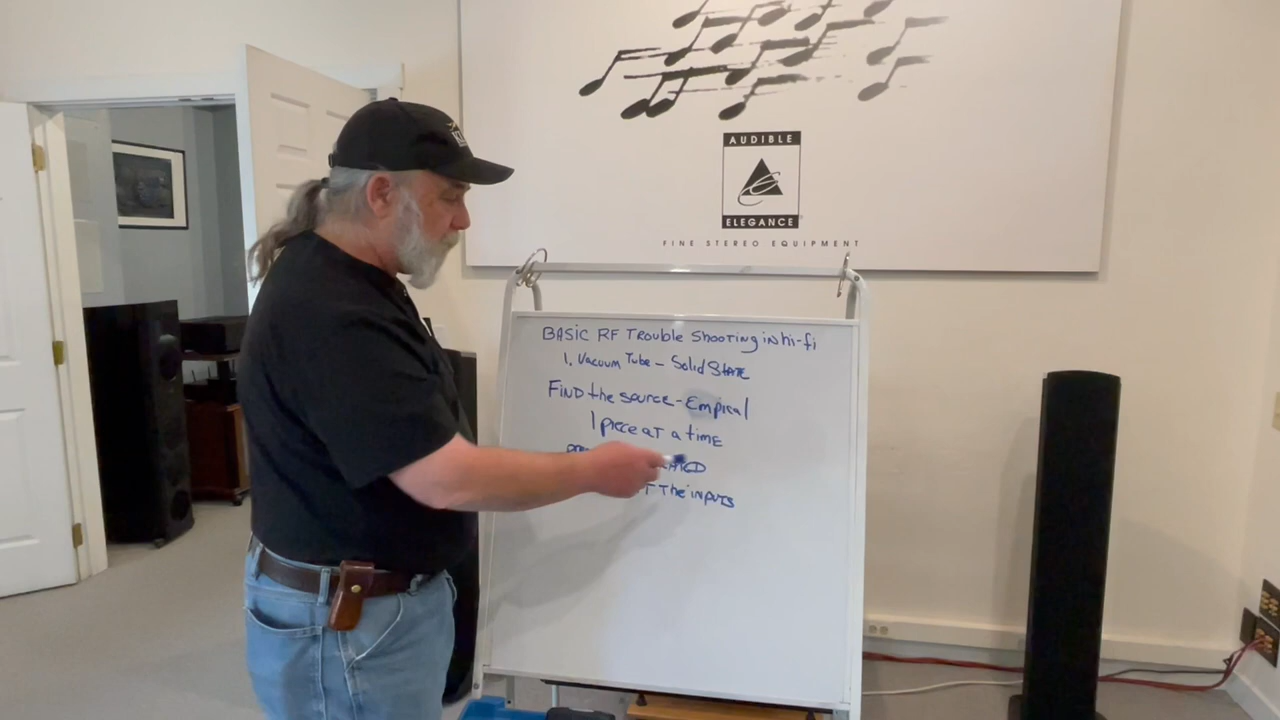 AUDIBLE
ELEGANCE
FINE STEREO EQUIPMENT
BASIC RF TROUBLE SHOOTING IN hi-fi
1. VACUUM TUBE - Solid STATE
FIND the source - Empirical
1 piece AT a time
T The inputs